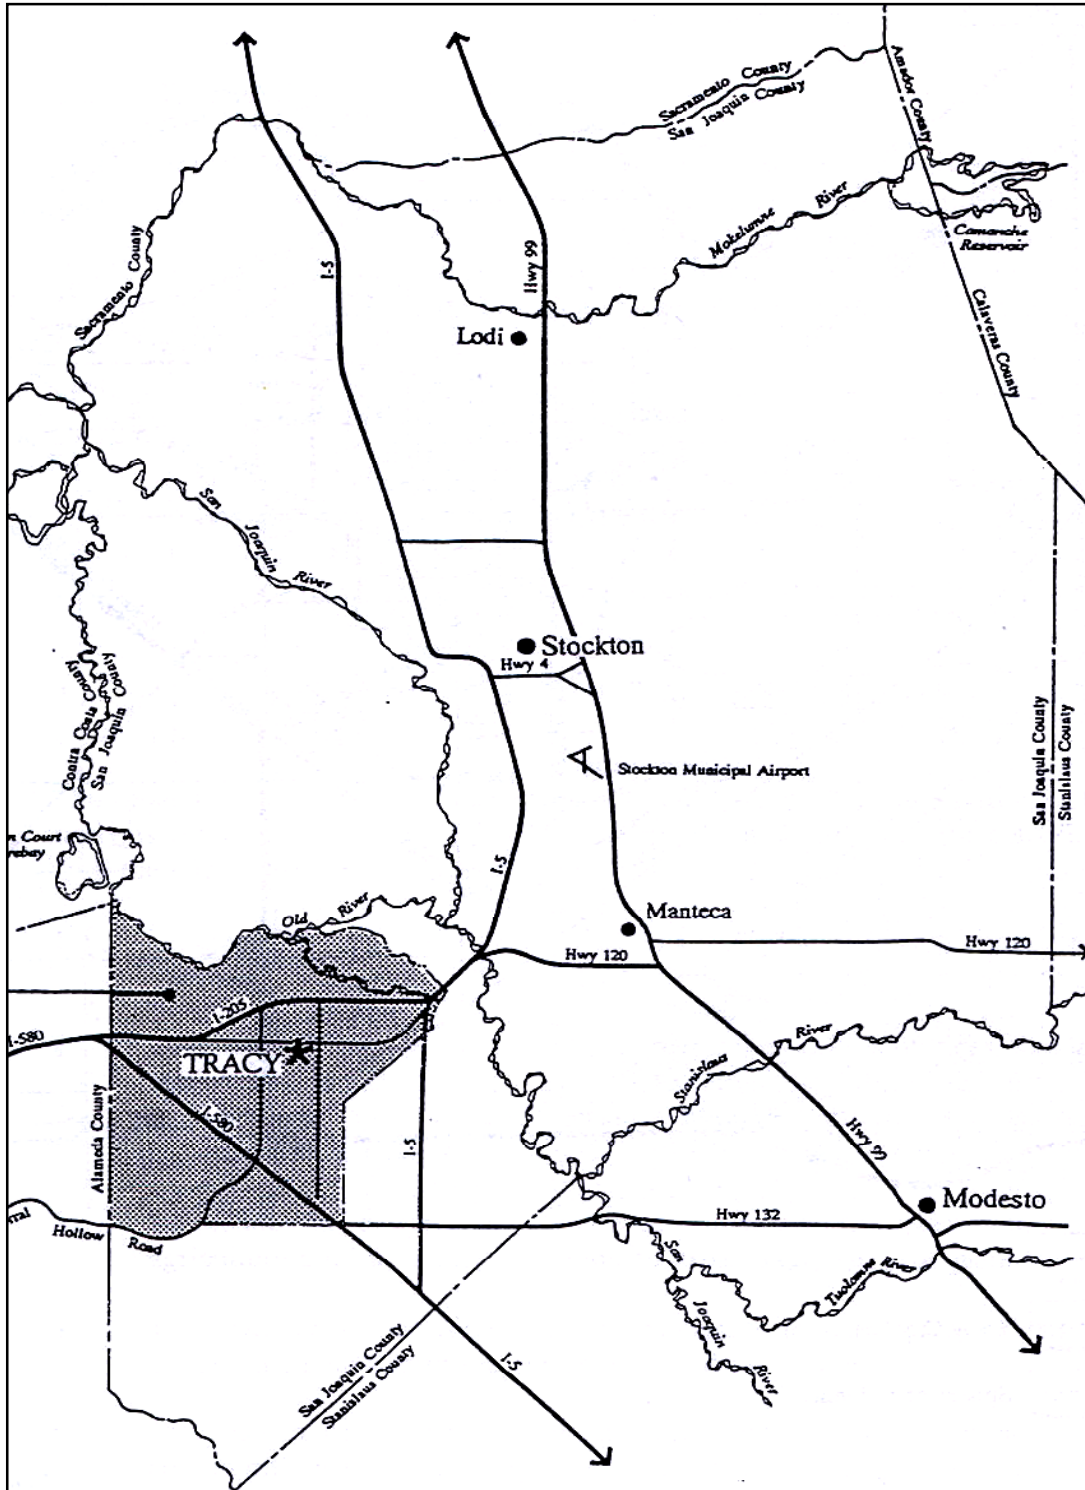 Sacramento County
San Joaquin County
Amador County
Mokelumne River
Camanche
Reservoir
Calaveras County
Sacramento County
I-5
Hwy 99
Lodi
San Joaquin River
Stockton
Hwy 4
Contra Costa County
San Joaquin County
Stockton Municipal Airport
San Joaquin County
Stanislaus County
n Court
rebay
I-5
Old River
Manteca
Hwy 120
Hwy 120
I-205
I-580
TRACY
Stanislaus River
Alameda County
I-580
I-5
Hwy 99
Modesto
rral Hollow Road
Hwy 132
San Joaquin River
Tuolomne River
San Joaquin County
Stanislaus County
I-5